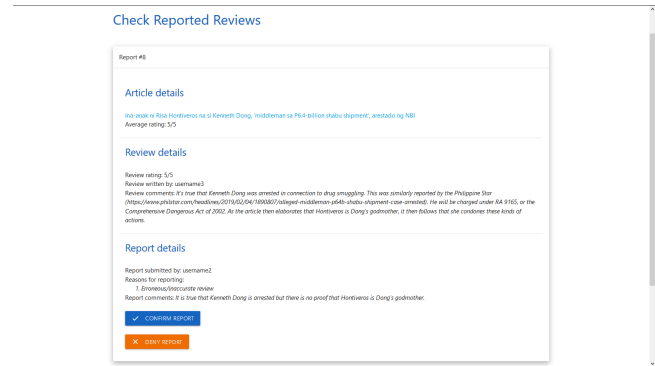 Check Reported Reviews
Report #8
Article details
Ina-anak ni Risa Hontiveros na si Kenneth Dong, 'middleman sa P6.4-billion shabu shipment', arestado ng NBI
Average rating: 5/5
Review details
Review rating: 5/5
Review written by: username3
Review comments: It's true that Kenneth Dong was arrested in connection to drug smuggling. This was similarly reported by the Philippine Star
(https://www.philstar.com/headlines/2019/02/04/1890807/alleged-middleman-p64b-shabu-shipment-case-arrested). He will be charged under RA 9165, or the
Comprehensive Dangerous Act of 2002. As the article then elaborates that Hontiveros is Dong's godmother, it then follows that she condones these kinds of
actions.
Report details
Report submitted by: username2
Reasons for reporting:
1. Erroneous/inaccurate review
Report comments: It is true that Kenneth Dong is arrested but there is no proof that Hontiveros is Dong's godmother.
CONFIRM REPORT
DENY REPORT